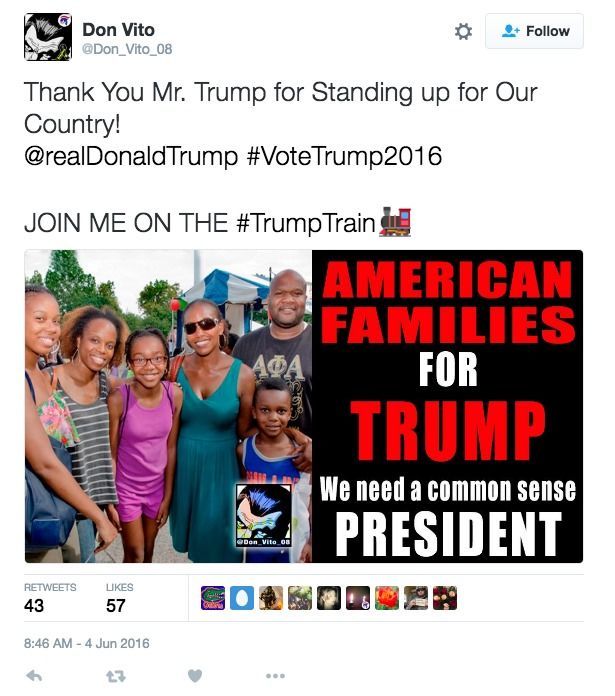 Don Vito
@Don_Vito_08
Follow
Thank You Mr. Trump for Standing up for Our
Country!
@realDonaldTrump #VoteTrump2016
JOIN ME ON THE #TrumpTrain
AMERICAN
FAMILIES
FOR
TRUMP
We need a common sense
PRESIDENT
ΑΦΑ
@Don_Vito_08
RETWEETS
43
LIKES
57
8:46 AM - 4 Jun 2016